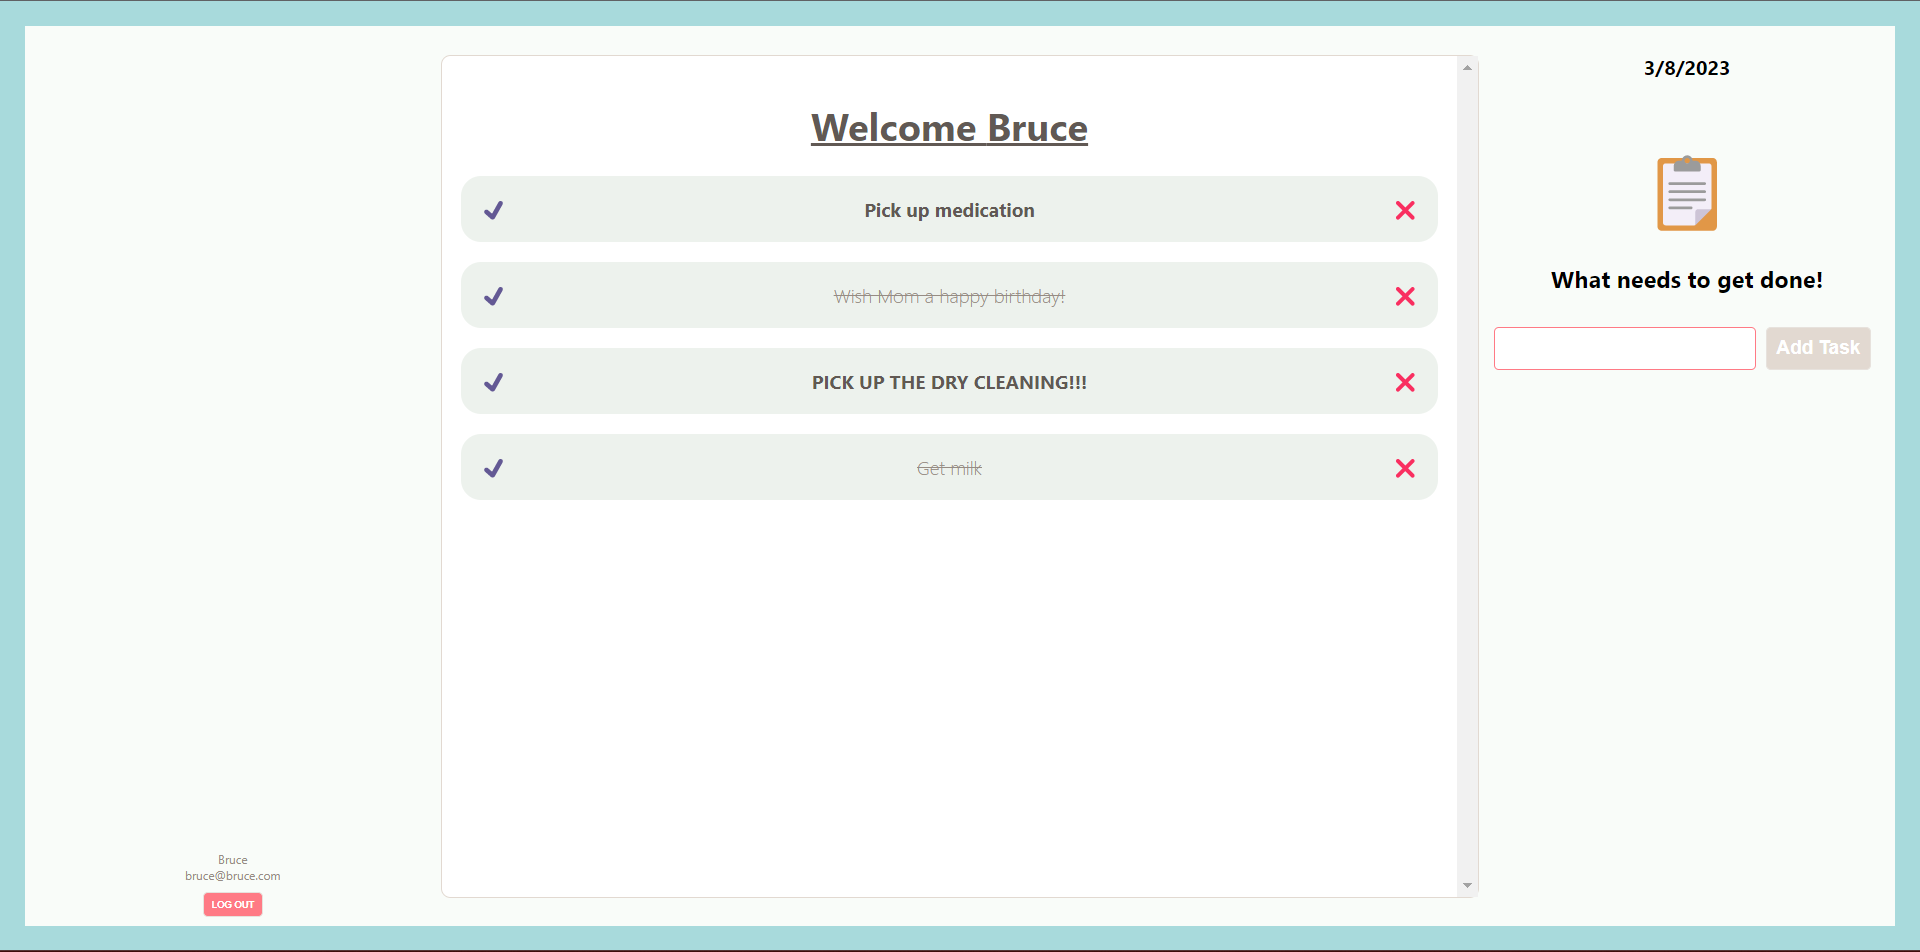 Welcome Bruce
Pick up medication
Wish Mom a happy birthday!
PICK UP THE DRY CLEANING!!!
Get milk
3/8/2023
What needs to get done!
Add Task
Bruce
bruce@bruce.com
LOG OUT